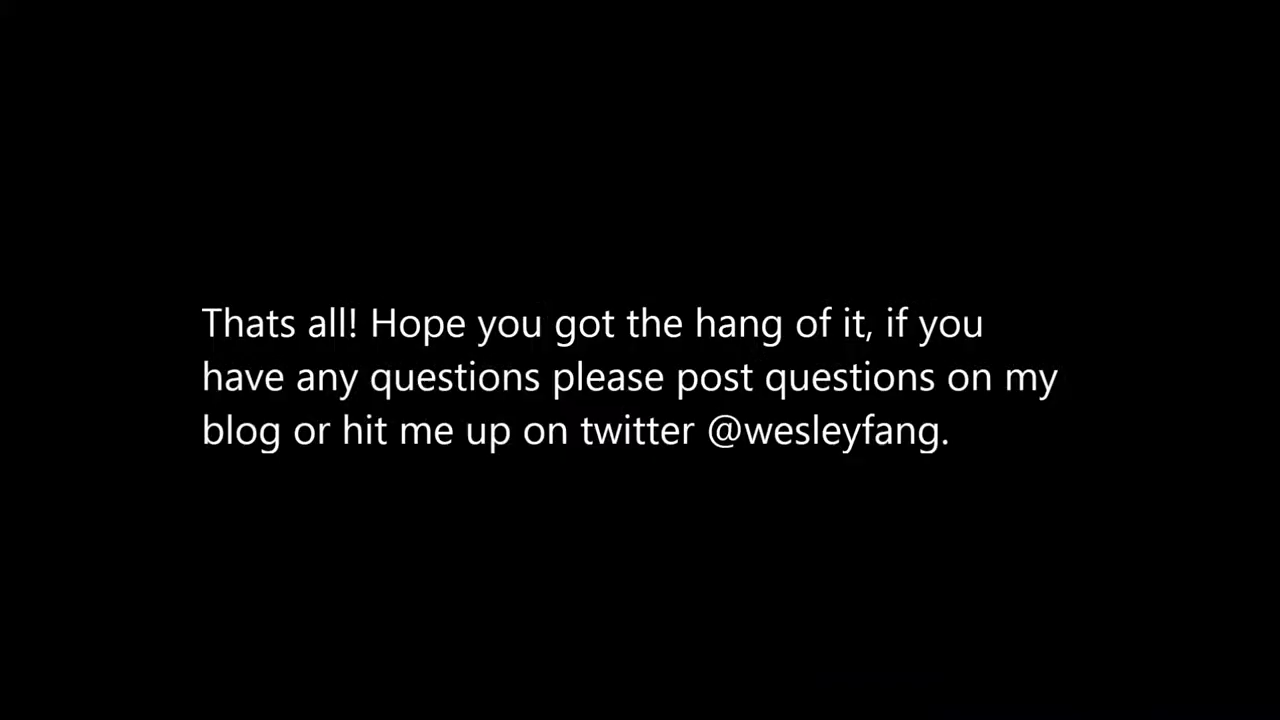 Thats all! Hope you got the hang of it, if you
have any questions please post questions on my
blog or hit me up on twitter @wesleyfang.